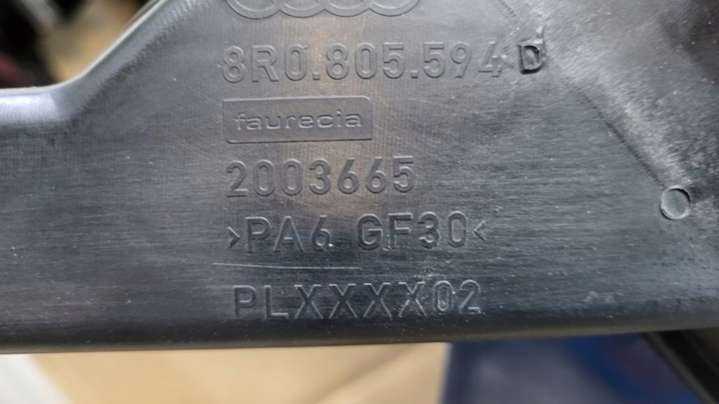 8R0.805.594 D
faurecia
2003665
>PA6 GF30<
PLXXXX02